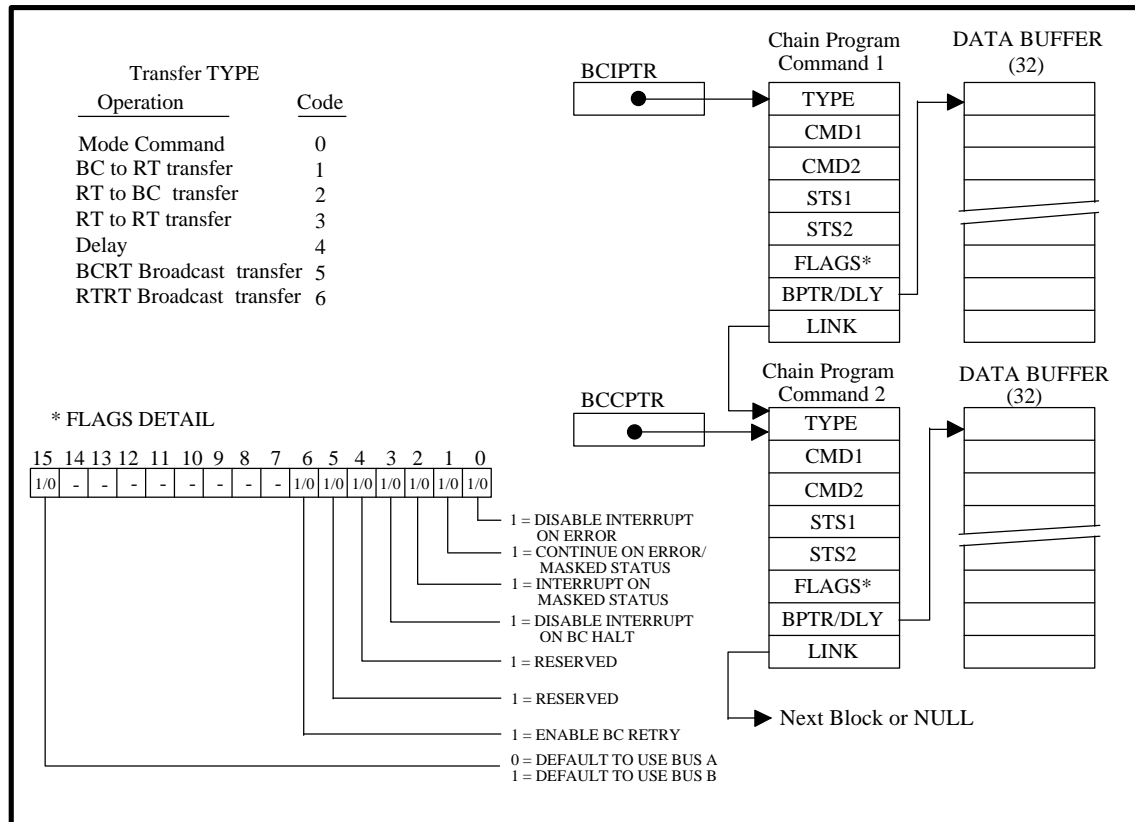 Transfer TYPE
Operation Code
Mode Command 0
BC to RT transfer 1
RT to BC transfer 2
RT to RT transfer 3
Delay 4
BCRT Broadcast transfer 5
RTRT Broadcast transfer 6
BCIPTR
Chain Program
Command 1
TYPE
CMD1
CMD2
STS1
STS2
FLAGS*
BPTR/DLY
LINK
DATA BUFFER
(32)
BCCPTR
Chain Program
Command 2
TYPE
CMD1
CMD2
STS1
STS2
FLAGS*
BPTR/DLY
LINK
DATA BUFFER
(32)
Next Block or NULL
* FLAGS DETAIL
15 14 13 12 11 10 9 8 7 6 5 4 3 2 1 0
1/0 - - - - - - - - 1/0 1/0 1/0 1/0 1/0 1/0 1/0
1 = DISABLE INTERRUPT
ON ERROR
1 = CONTINUE ON ERROR/
MASKED STATUS
1 = INTERRUPT ON
MASKED STATUS
1 = DISABLE INTERRUPT
ON BC HALT
1 = RESERVED
1 = RESERVED
1 = ENABLE BC RETRY
0 = DEFAULT TO USE BUS A
1 = DEFAULT TO USE BUS B